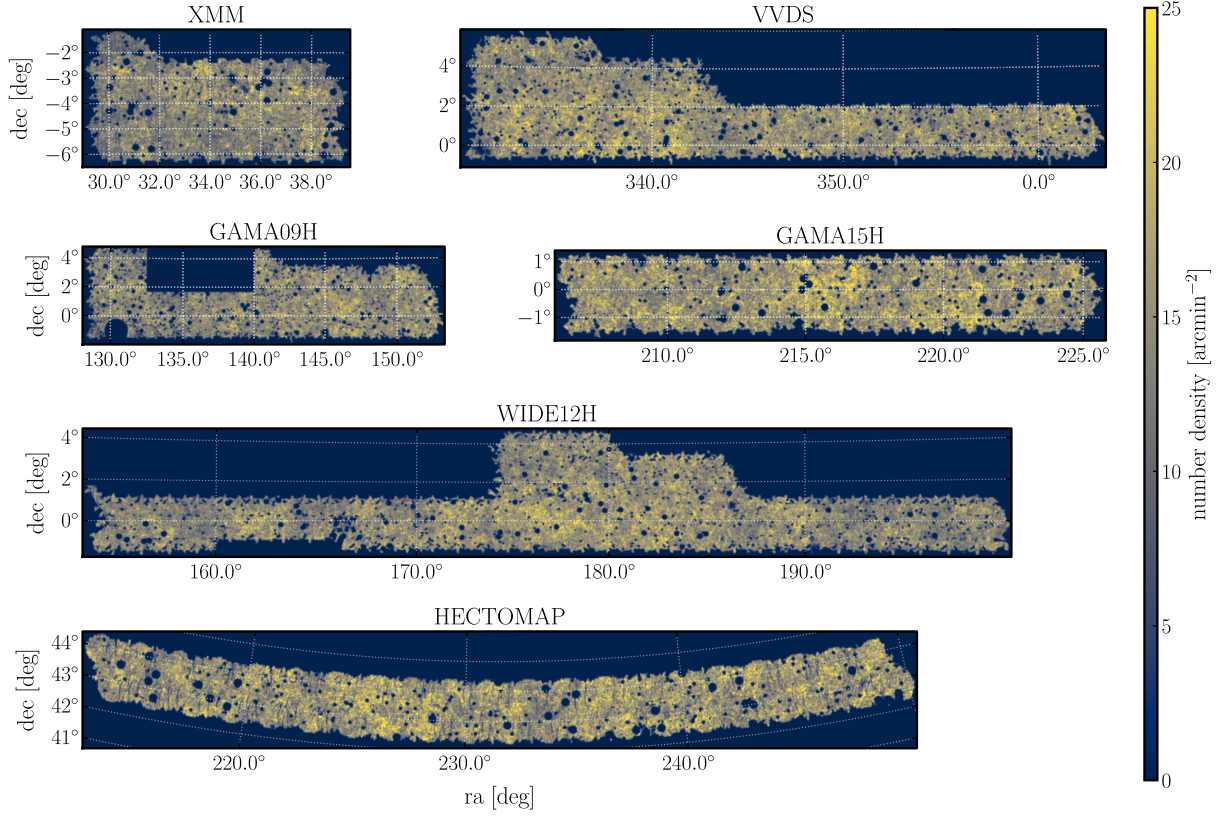 XMM
VVDS
dec [deg]
−2°
−3°
−4°
−5°
−6°
30.0° 32.0° 34.0° 36.0° 38.0°
4°
2°
0°
340.0° 350.0° 0.0°
GAMA09H
GAMA15H
dec [deg]
4°
2°
0°
130.0° 135.0° 140.0° 145.0° 150.0°
1°
0°
−1°
210.0° 215.0° 220.0° 225.0°
WIDE12H
dec [deg]
4°
2°
0°
160.0° 170.0° 180.0° 190.0°
HECTOMAP
dec [deg]
44°
43°
42°
41°
220.0° 230.0° 240.0°
ra [deg]
25
20
15
10
5
0
number density [arcmin⁻²]